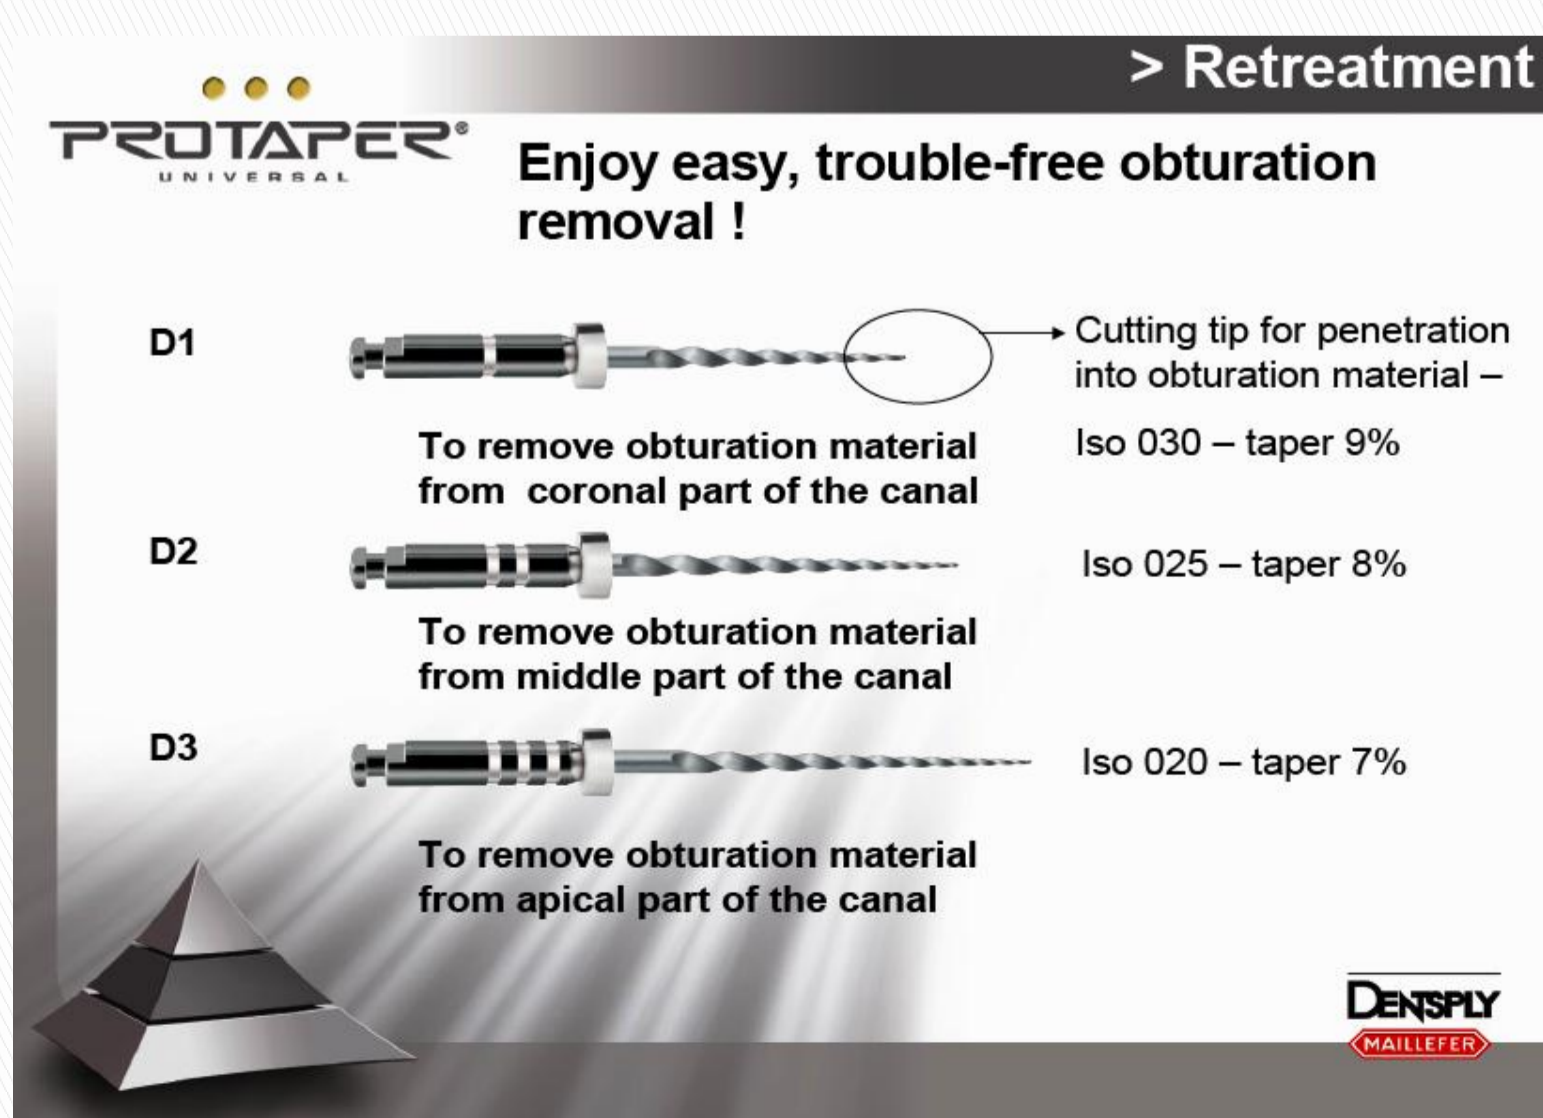 > Retreatment
PROTAPER®
UNIVERSAL
Enjoy easy, trouble-free obturation
removal !
D1
Cutting tip for penetration
into obturation material –
Iso 030 – taper 9%
To remove obturation material
from  coronal part of the canal
D2
Iso 025 – taper 8%
To remove obturation material
from middle part of the canal
D3
Iso 020 – taper 7%
To remove obturation material
from apical part of the canal
DENTSPLY
MAILLEFER